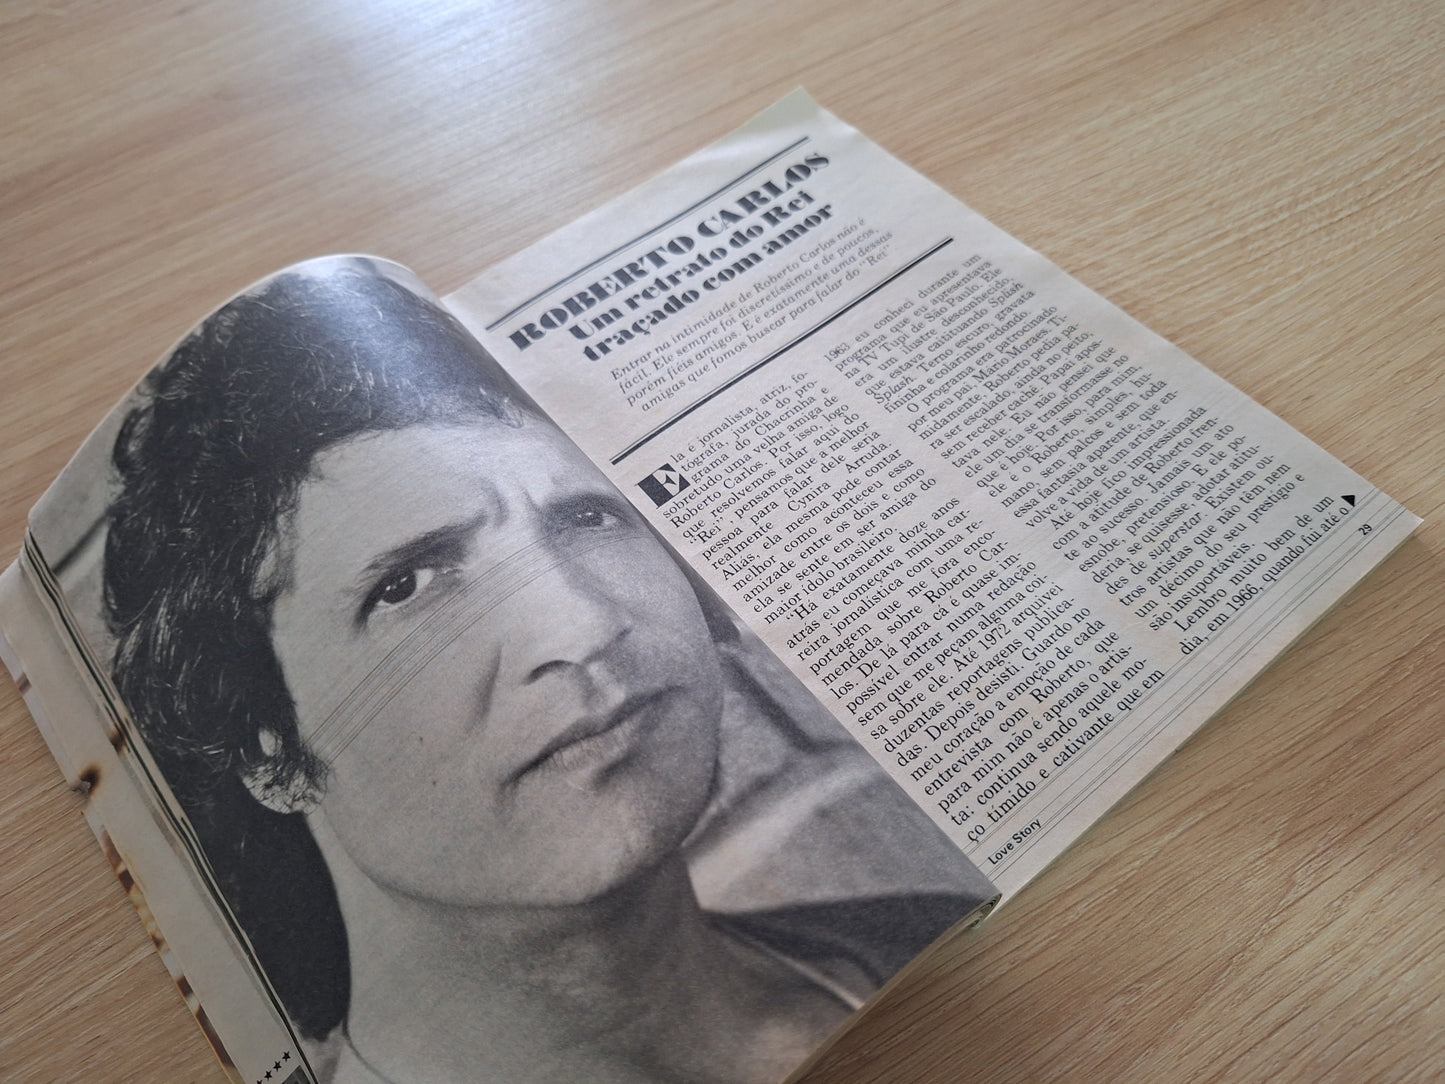 ROBERTO CARLOS
Um retrato do Rei
traçado com amor
Entrar na intimidade de Roberto Carlos não é
fácil. Ele sempre foi discretíssimo e de poucos,
porém fiéis amigos. E é exatamente uma dessas
amigas que fomos buscar para falar do "Rei"
Ela é jornalista, atriz, fo-
tógrafa, jurada do pro-
grama do Chacrinha e
sobretudo uma velha amiga de
Roberto Carlos. Por isso, logo
que resolvemos falar aqui do
"Rei", pensamos que a melhor
pessoa para falar dele seria
realmente Cynira Arruda.
Aliás, ela mesma pode contar
melhor como aconteceu essa
amizade entre os dois e como
ela se sente em ser amiga do
maior ídolo brasileiro.
"Há exatamente doze anos
atrás eu começava minha car-
reira jornalística com uma re-
portagem que me fora enco-
mendada sobre Roberto Car-
los. De lá para cá é quase im-
possível entrar numa redação
sem que me peçam alguma coi-
sa sobre ele. Até 1972 arquivei
duzentas reportagens publica-
das. Depois desisti. Guardo no
meu coração a emoção de cada
entrevista com Roberto, que
para mim não é apenas o artis-
ta: continua sendo aquele mo-
ço tímido e cativante que em
1963 eu conheci durante um
programa que eu apresentava
na TV Tupi de São Paulo. Ele
era um ilustre desconhecido,
que estava caitituando Splish
Splash. Terno escuro, gravata
fininha e colarinho redondo.
O programa era patrocinado
por meu pai, Mário Moraes. Ti-
midamente, Roberto pedia pa-
ra ser escalado, ainda no peito,
sem receber cachê. Papai apos-
tava nele. Eu não pensei que
ele um dia se transformasse no
que é hoje. Por isso, para mim,
ele é o Roberto, simples, hu-
mano, sem palcos e sem toda
essa fantasia aparente, que en-
volve a vida de um artista.
Até hoje fico impressionada
com a atitude de Roberto fren-
te ao sucesso. Jamais um ato
esnobe, pretensioso. E ele po-
deria, se quisesse, adotar atitu-
des de superstar. Existem ou-
tros artistas que não têm nem
um décimo do seu prestígio e
são insuportáveis.
Lembro muito bem de um
dia, em 1966, quando fui até o
Love Story
29